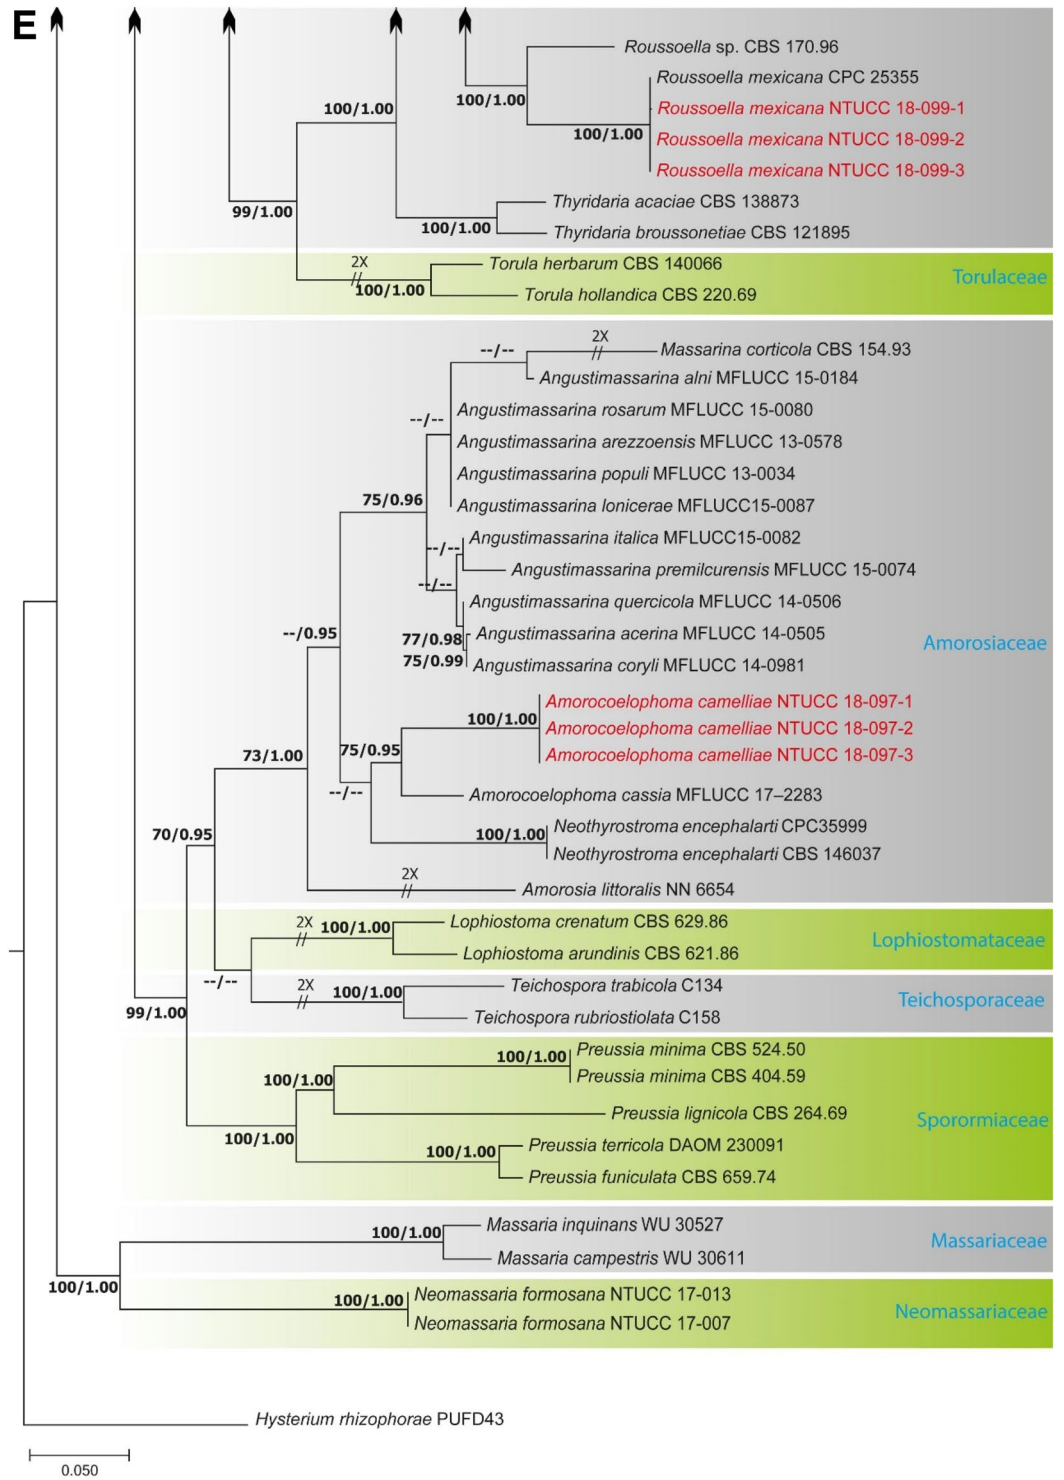 E
Roussoella sp. CBS 170.96
Roussoella mexicana CPC 25355
100/1.00
100/1.00
Roussoella mexicana NTUCC 18-099-1
100/1.00
Roussoella mexicana NTUCC 18-099-2
Roussoella mexicana NTUCC 18-099-3
Thyridaria acaciae CBS 138873
99/1.00
100/1.00
Thyridaria broussonetiae CBS 121895
2X
Torula herbarum CBS 140066
Torulaceae
100/1.00
Torula hollandica CBS 220.69
2X
--/--
Massarina corticola CBS 154.93
Angustimassarina alni MFLUCC 15-0184
Angustimassarina rosarum MFLUCC 15-0080
--/--
Angustimassarina arezzoensis MFLUCC 13-0578
Angustimassarina populi MFLUCC 13-0034
75/0.96
Angustimassarina lonicerae MFLUCC15-0087
Angustimassarina italica MFLUCC15-0082
--/--
Angustimassarina premilcurensis MFLUCC 15-0074
--/--
Angustimassarina quercicola MFLUCC 14-0506
--/0.95
77/0.98
Angustimassarina acerina MFLUCC 14-0505
Amorosiaceae
75/0.99
Angustimassarina coryli MFLUCC 14-0981
Amorocoelophoma camelliae NTUCC 18-097-1
100/1.00
Amorocoelophoma camelliae NTUCC 18-097-2
73/1.00
75/0.95
Amorocoelophoma camelliae NTUCC 18-097-3
--/--
Amorocoelophoma cassia MFLUCC 17–2283
70/0.95
100/1.00
Neothyrostroma encephalarti CPC35999
Neothyrostroma encephalarti CBS 146037
2X
Amorosia littoralis NN 6654
2X
100/1.00
Lophiostoma crenatum CBS 629.86
Lophiostomataceae
Lophiostoma arundinis CBS 621.86
--/--
2X
100/1.00
Teichospora trabicola C134
Teichosporaceae
99/1.00
Teichospora rubriostiolata C158
100/1.00
Preussia minima CBS 524.50
100/1.00
Preussia minima CBS 404.59
Preussia lignicola CBS 264.69
Sporormiaceae
100/1.00
100/1.00
Preussia terricola DAOM 230091
Preussia funiculata CBS 659.74
100/1.00
Massaria inquinans WU 30527
Massariaceae
Massaria campestris WU 30611
100/1.00
100/1.00
Neomassaria formosana NTUCC 17-013
Neomassariaceae
Neomassaria formosana NTUCC 17-007
Hysterium rhizophorae PUFD43
0.050